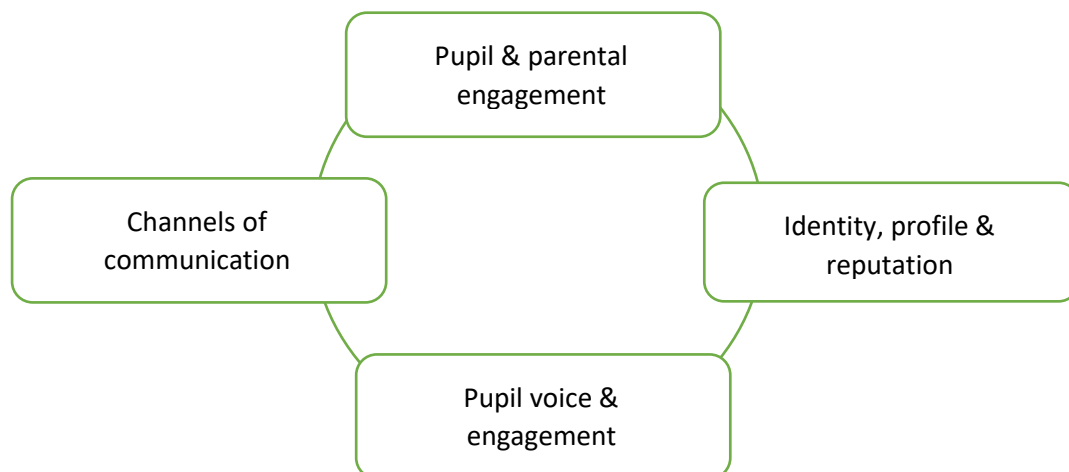 Pupil & parental
engagement
Channels of
communication
Identity, profile &
reputation
Pupil voice &
engagement